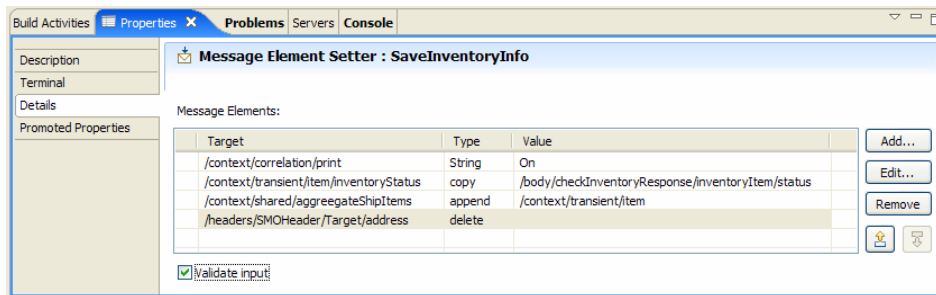 Build Activities Properties Problems Servers Console
Description
Terminal
Details
Promoted Properties
Message Element Setter : SaveInventoryInfo
Message Elements:
Target Type Value
/context/correlation/print String On
/context/transient/item/inventoryStatus copy /body/checkInventoryResponse/inventoryItem/status
/context/shared/aggreegateShipItems append /context/transient/item
/headers/SMOHeader/Target/address delete
Add...
Edit...
Remove
Validate input